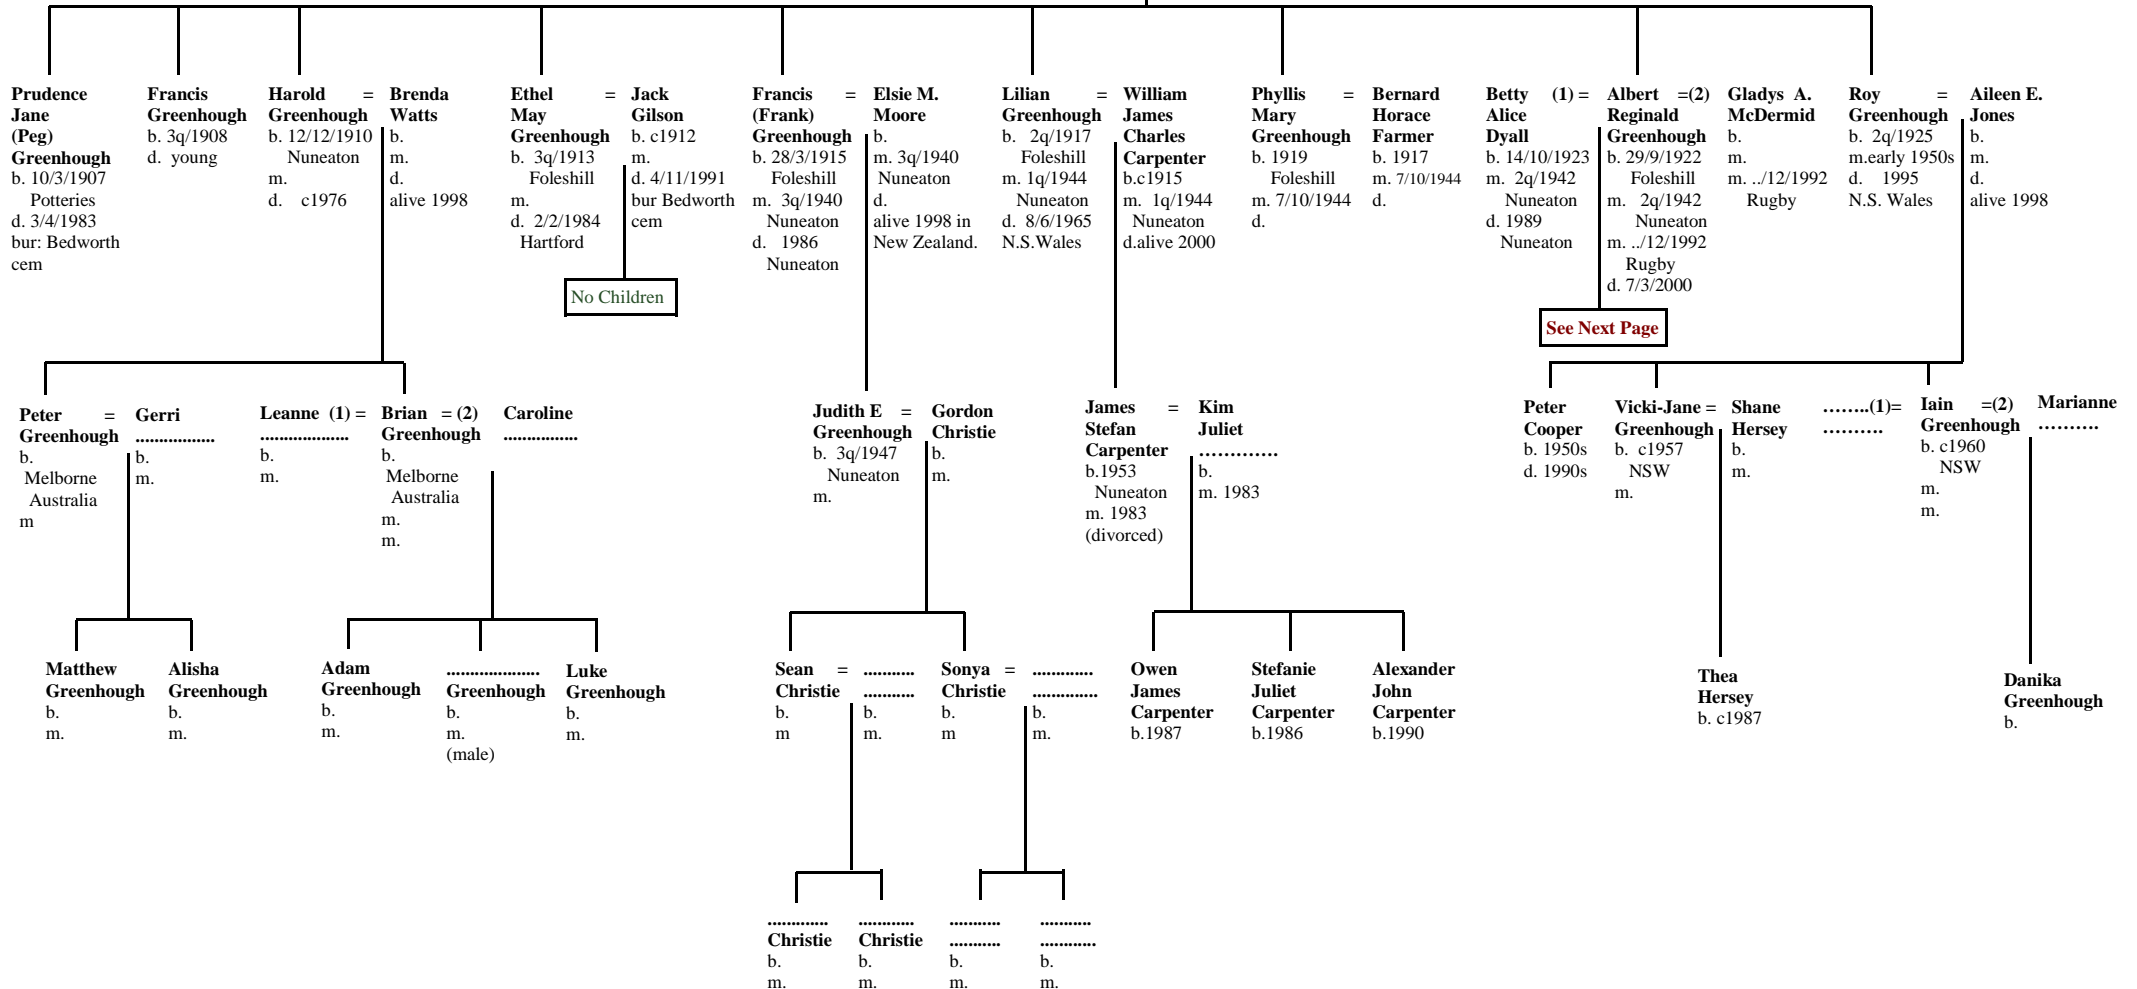 Prudence
Jane
(Peg)
Greenhough
b. 10/3/1907
Potteries
d. 3/4/1983
bur: Bedworth
cem
Francis
Greenhough
b. 3q/1908
d. young
Harold =
Greenhough
b. 12/12/1910
Nuneaton
m.
d. c1976
Brenda
Watts
b.
m.
d.
alive 1998
Ethel =
May
Greenhough
b. 3q/1913
Foleshill
m.
d. 2/2/1984
Hartford
Jack
Gilson
b. c1912
m.
d. 4/11/1991
bur Bedworth
cem
No Children
Francis =
(Frank)
Greenhough
b. 28/3/1915
Foleshill
m. 3q/1940
Nuneaton
d. 1986
Nuneaton
Elsie M.
Moore
b.
m. 3q/1940
Nuneaton
d.
alive 1998 in
New Zealand.
Lilian =
Greenhough
b. 2q/1917
Foleshill
m. 1q/1944
Nuneaton
d. 8/6/1965
N.S.Wales
William
James
Charles
Carpenter
b.c1915
m. 1q/1944
Nuneaton
d.alive 2000
Phyllis =
Mary
Greenhough
b. 1919
Foleshill
m. 7/10/1944
d.
Bernard
Horace
Farmer
b. 1917
m. 7/10/1944
d.
Betty (1) =
Alice
Dyall
b. 14/10/1923
m. 2q/1942
Nuneaton
d. 1989
Nuneaton
Albert =(2)
Reginald
Greenhough
b. 29/9/1922
Foleshill
m. 2q/1942
Nuneaton
m. ../12/1992
Rugby
d. 7/3/2000
See Next Page
Gladys A.
McDermid
b.
m.
m. ../12/1992
Rugby
Roy =
Greenhough
b. 2q/1925
m.early 1950s
d. 1995
N.S. Wales
Aileen E.
Jones
b.
m.
d.
alive 1998
Peter =
Greenhough
b.
Melborne
Australia
m
Gerri
.................
b.
m.
Leanne (1) =
...................
b.
m.
Brian = (2)
Greenhough
b.
Melborne
Australia
m.
m.
Caroline
................
Judith E =
Greenhough
b. 3q/1947
Nuneaton
m.
Gordon
Christie
b.
m.
James =
Stefan
Carpenter
b.1953
Nuneaton
m. 1983
(divorced)
Kim
Juliet
………….
b.
m. 1983
Peter
Cooper
b. 1950s
d. 1990s
Vicki-Jane =
Greenhough
b. c1957
NSW
m.
Shane
Hersey
b.
m.
……..(1)=
……….
Iain =(2)
Greenhough
b. c1960
NSW
m.
m.
Marianne
……….
Matthew
Greenhough
b.
m.
Alisha
Greenhough
b.
m.
Adam
Greenhough
b.
m.
....................
Greenhough
b.
m.
(male)
Luke
Greenhough
b.
m.
Sean =
Christie
b.
m
...........
...........
b.
m.
Sonya =
Christie
b.
m
.............
..............
b.
m.
Owen
James
Carpenter
b.1987
Stefanie
Juliet
Carpenter
b.1986
Alexander
John
Carpenter
b.1990
Thea
Hersey
b. c1987
Danika
Greenhough
b.
.............
Christie
b.
m.
............
Christie
b.
m.
...........
...........
b.
m.
...........
............
b.
m.